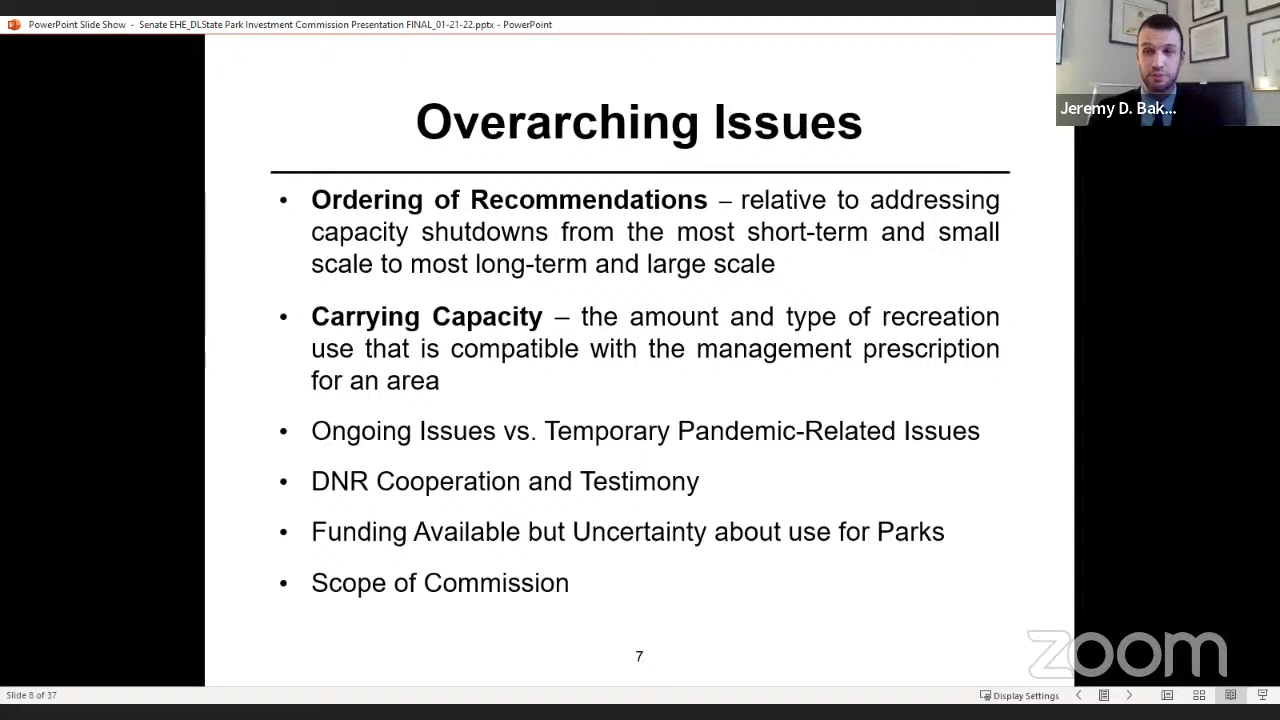 PowerPoint Slide Show - Senate EHE_DLState Park Investment Commission Presentation FINAL_01-21-22.pptx - PowerPoint
Jeremy D. Bak...
Overarching Issues
• Ordering of Recommendations – relative to addressing
capacity shutdowns from the most short-term and small
scale to most long-term and large scale
• Carrying Capacity – the amount and type of recreation
use that is compatible with the management prescription
for an area
• Ongoing Issues vs. Temporary Pandemic-Related Issues
• DNR Cooperation and Testimony
• Funding Available but Uncertainty about use for Parks
• Scope of Commission
7
zoom
Slide 8 of 37
Display Settings